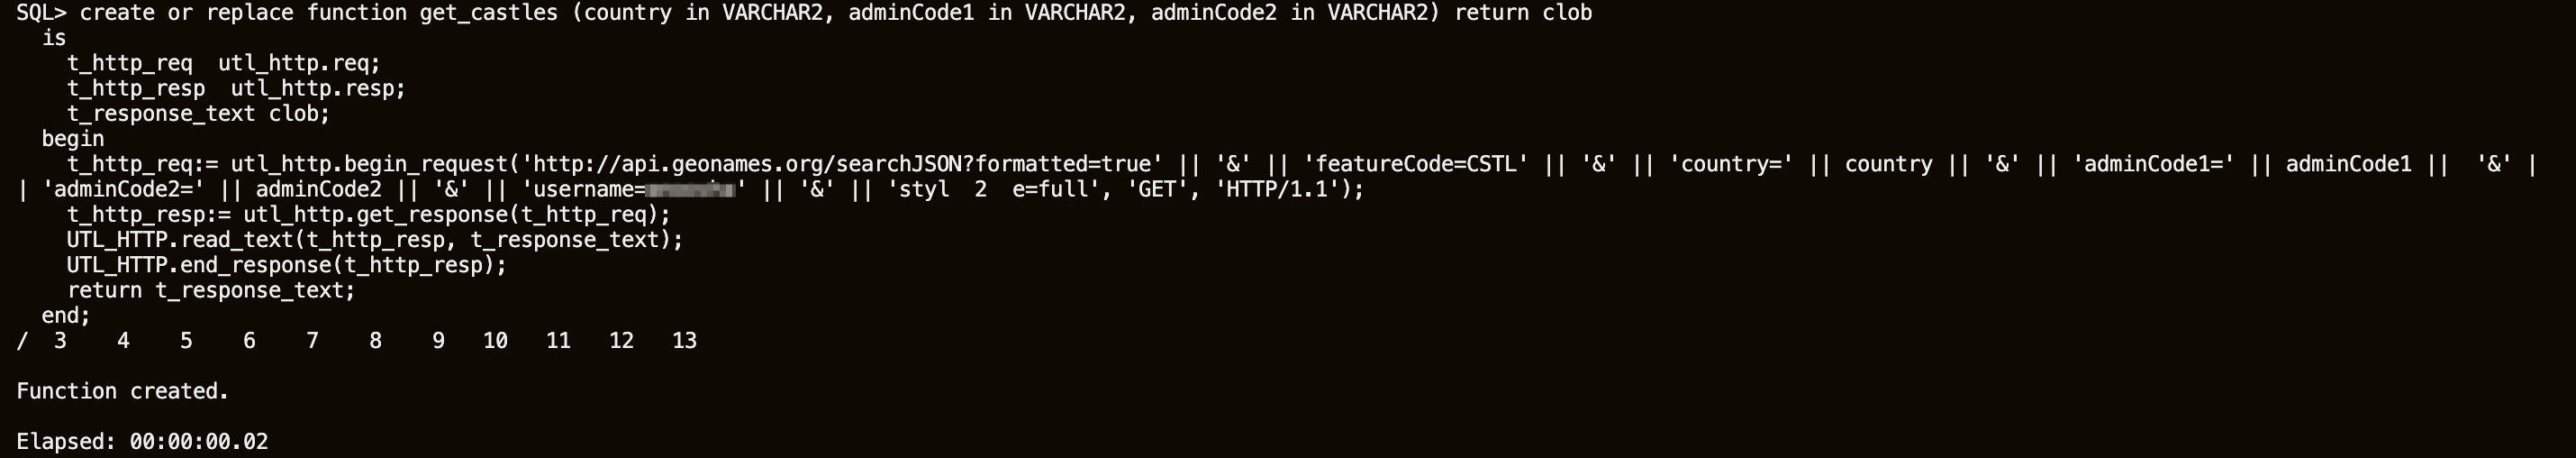 SQL> create or replace function get_castles (country in VARCHAR2, adminCode1 in VARCHAR2, adminCode2 in VARCHAR2) return clob
is
t_http_req  utl_http.req;
t_http_resp  utl_http.resp;
t_response_text clob;
begin
t_http_req:= utl_http.begin_request('http://api.geonames.org/searchJSON?formatted=true' || '&' || 'featureCode=CSTL' || '&' || 'country=' || country || '&' || 'adminCode1=' || adminCode1 ||  '&' |
| 'adminCode2=' || adminCode2 || '&' || 'username=' || '&' || 'styl  2  e=full', 'GET', 'HTTP/1.1');
t_http_resp:= utl_http.get_response(t_http_req);
UTL_HTTP.read_text(t_http_resp, t_response_text);
UTL_HTTP.end_response(t_http_resp);
return t_response_text;
end;
/  3    4    5    6    7    8    9   10   11   12   13
Function created.
Elapsed: 00:00:00.02